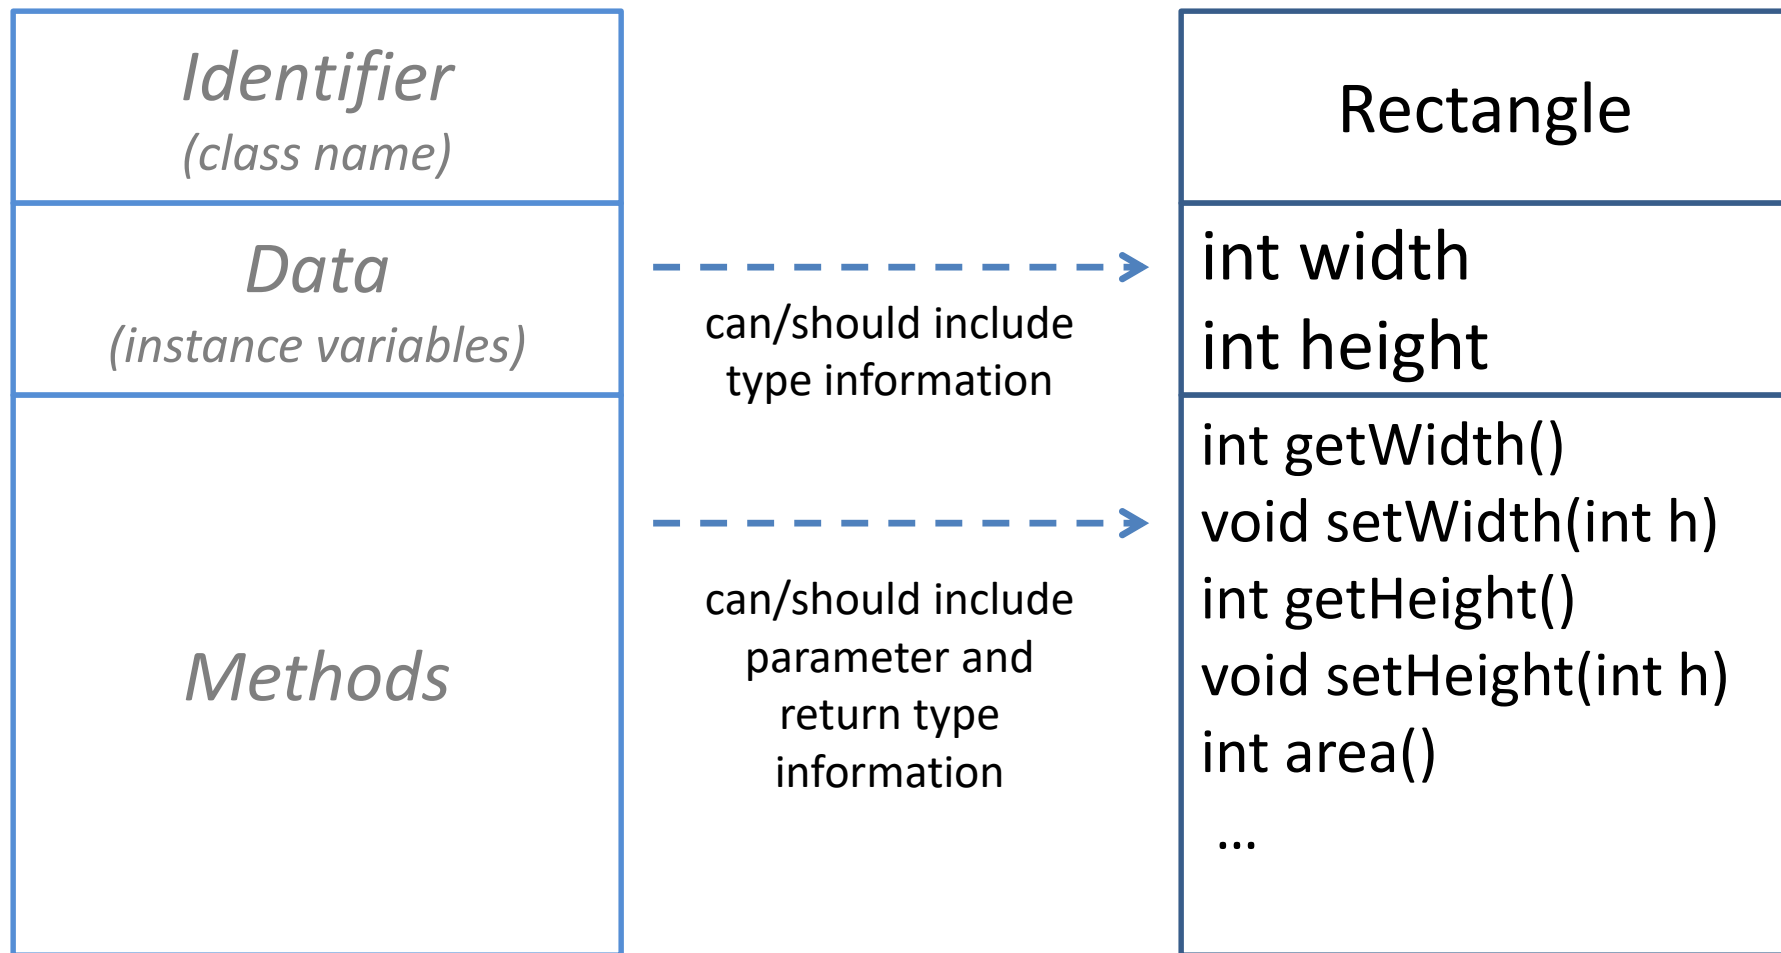 Identifier
(class name)
Data
(instance variables)
Methods
can/should include
type information
can/should include
parameter and
return type
information
Rectangle
int width
int height
int getWidth()
void setWidth(int h)
int getHeight()
void setHeight(int h)
int area()
...